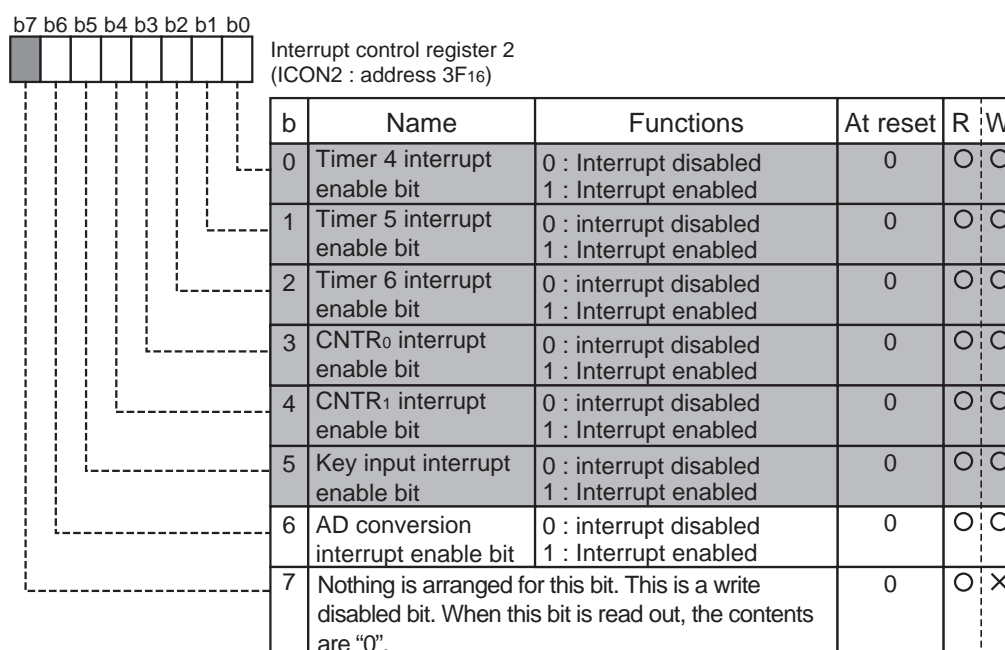 b7 b6 b5 b4 b3 b2 b1 b0
Interrupt control register 2
(ICON2 : address 3F16)
b Name Functions At reset R W
0 Timer 4 interrupt enable bit 0 : Interrupt disabled 0 ○ ○
1 : Interrupt enabled
1 Timer 5 interrupt enable bit 0 : interrupt disabled 0 ○ ○
1 : Interrupt enabled
2 Timer 6 interrupt enable bit 0 : interrupt disabled 0 ○ ○
1 : Interrupt enabled
3 CNTR0 interrupt enable bit 0 : interrupt disabled 0 ○ ○
1 : Interrupt enabled
4 CNTR1 interrupt enable bit 0 : interrupt disabled 0 ○ ○
1 : Interrupt enabled
5 Key input interrupt enable bit 0 : interrupt disabled 0 ○ ○
1 : Interrupt enabled
6 AD conversion interrupt enable bit 0 : interrupt disabled 0 ○ ○
1 : Interrupt enabled
7 Nothing is arranged for this bit. This is a write 0 ○ ×
disabled bit. When this bit is read out, the contents
are “0”.